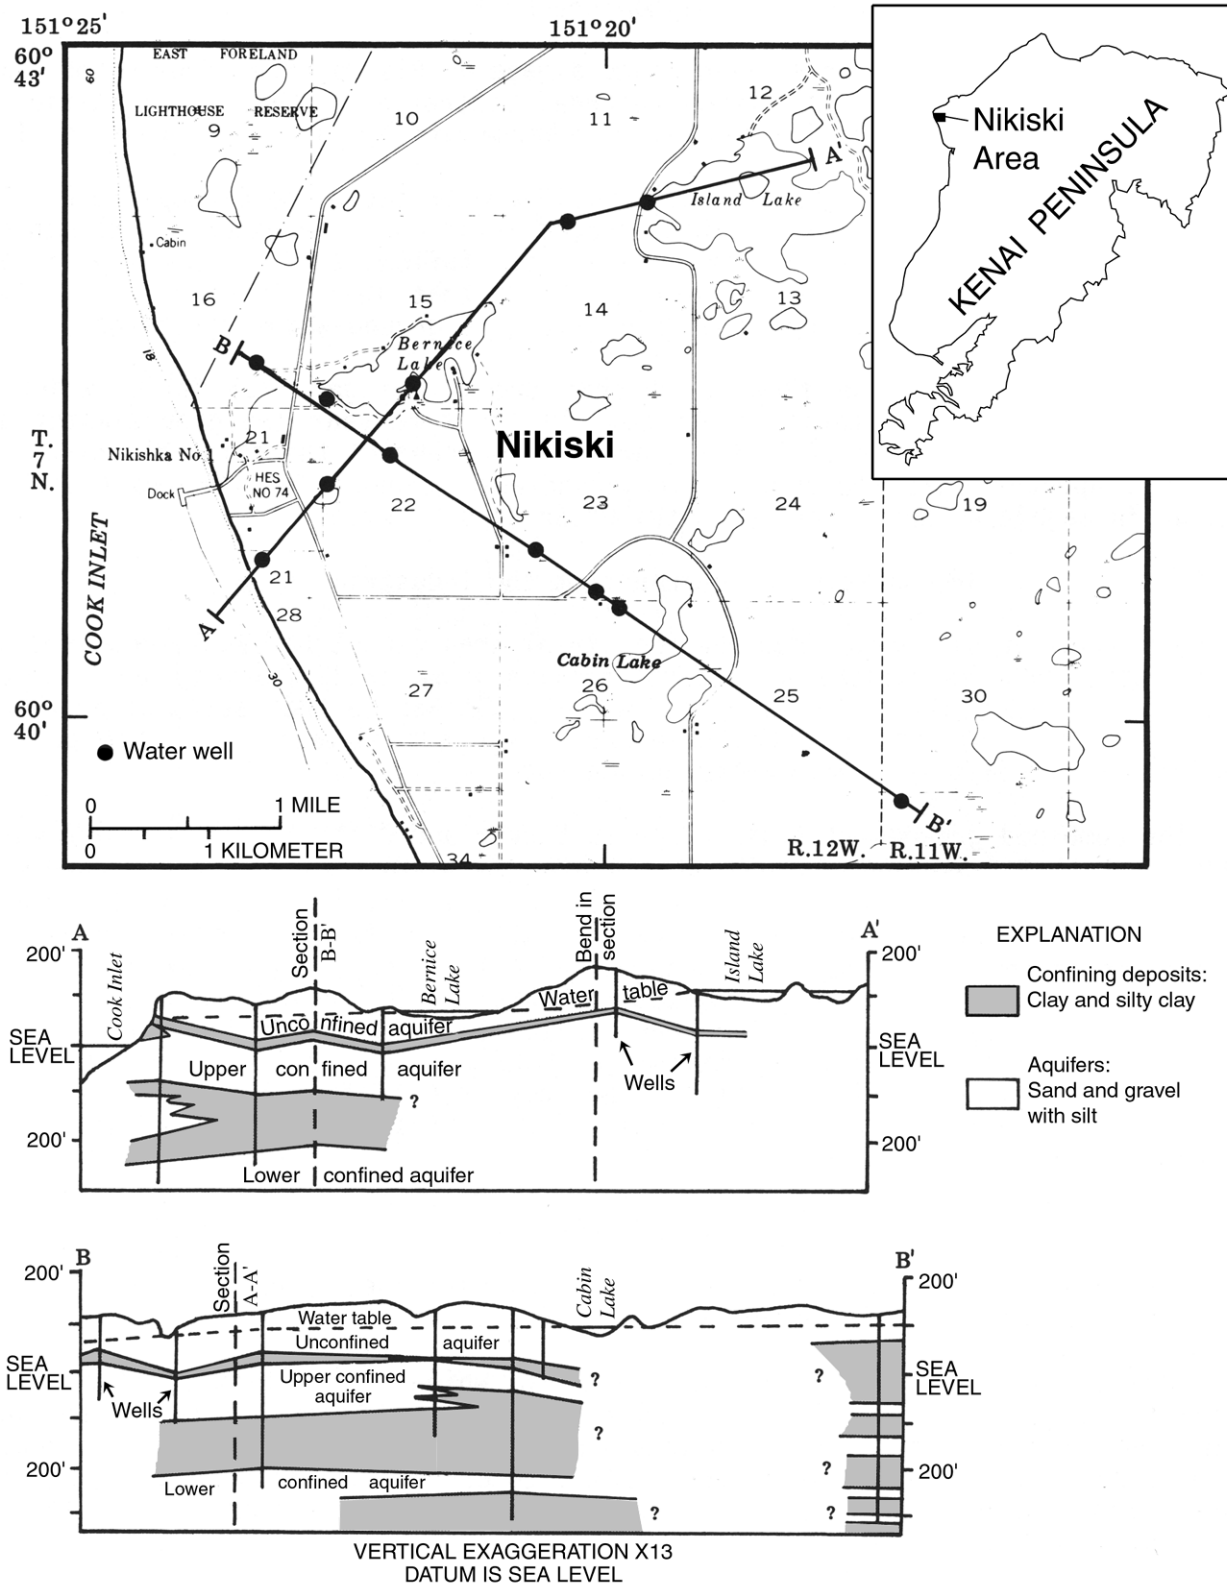 151°25'
151°20'
60°
43'
EAST FORELAND
LIGHTHOUSE RESERVE
60
9
10
11
12
A'
Island Lake
Cabin
16
15
14
13
18
B
Bernice
Lake
Nikiski
T.
7
N.
Nikishka No 1
21
HES
NO 74
Dock
22
23
24
19
COOK INLET
21
28
A
30
Cabin Lake
27
26
25
30
60°
40'
Water well
0
1 MILE
0
1 KILOMETER
34
B'
R.12W.
R.11W.
Nikiski
Area
KENAI PENINSULA
A
A'
200'
SEA
LEVEL
200'
Cook Inlet
Section
B-B'
Bernice
Lake
Bend in
section
Island
Lake
Water table
Unconfined aquifer
Upper confined aquifer
?
Wells
Lower confined aquifer
200'
SEA
LEVEL
200'
EXPLANATION
Confining deposits:
Clay and silty clay
Aquifers:
Sand and gravel
with silt
B
B'
200'
SEA
LEVEL
200'
Section
A-A'
Cabin
Lake
Water table
Unconfined aquifer
Upper confined
aquifer
Wells
?
?
Lower confined aquifer
?
?
?
?
200'
SEA
LEVEL
200'
VERTICAL EXAGGERATION X13
DATUM IS SEA LEVEL